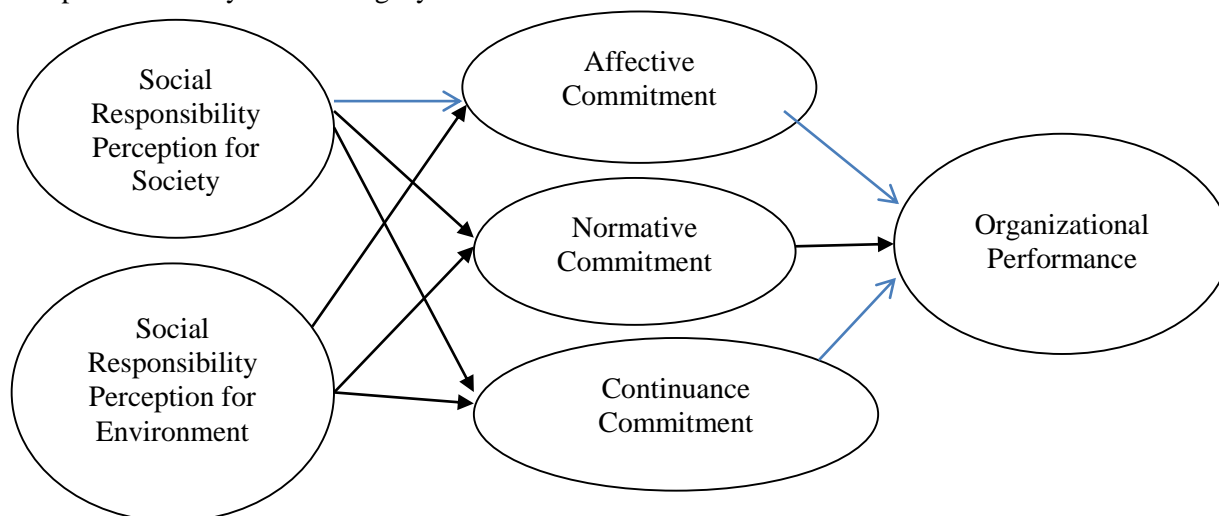 Social
Responsibility
Perception for
Society
Affective
Commitment
Normative
Commitment
Organizational
Performance
Social
Responsibility
Perception for
Environment
Continuance
Commitment